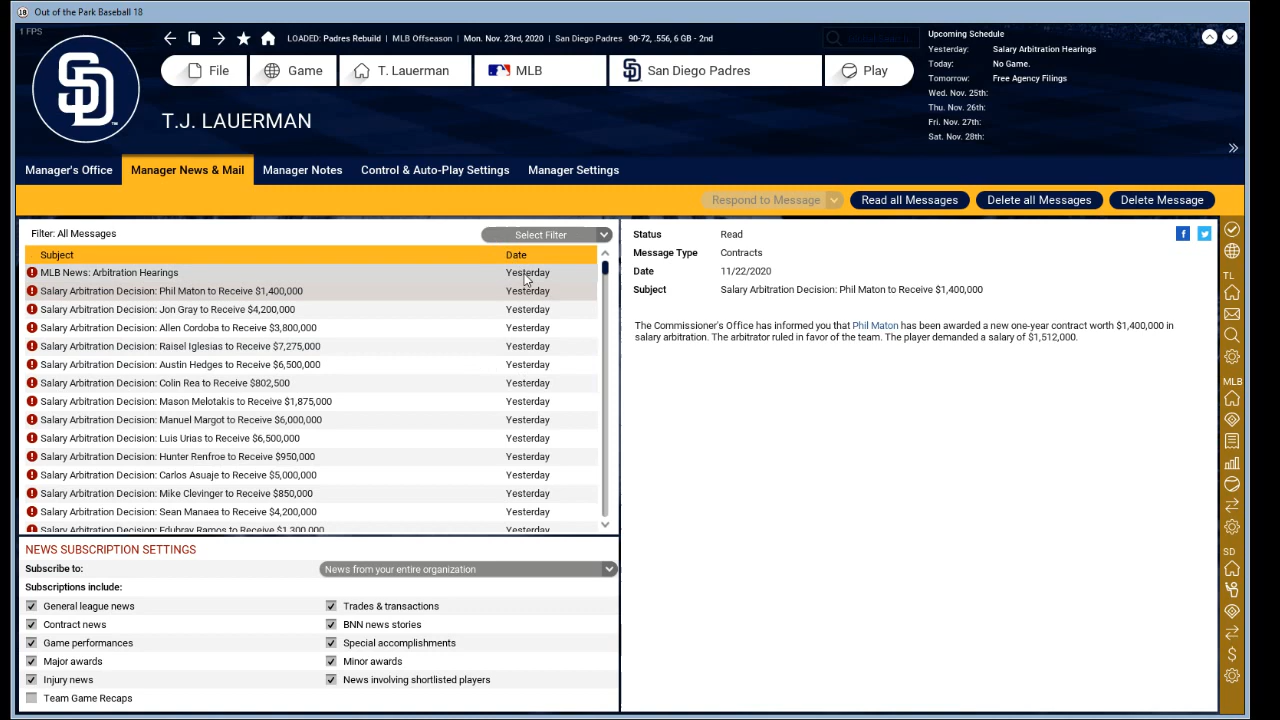 18 Out of the Park Baseball 18
1 FPS
LOADED: Padres Rebuild | MLB Offseason | Mon. Nov. 23rd, 2020 | San Diego Padres 90-72, .556, 6 GB - 2nd
File
Game
T. Lauerman
MLB
San Diego Padres
Play
SD
T.J. LAUERMAN
Upcoming Schedule
Yesterday: Salary Arbitration Hearings
Today: No Game.
Tomorrow: Free Agency Filings
Wed. Nov. 25th:
Thu. Nov. 26th:
Fri. Nov. 27th:
Sat. Nov. 28th:
Manager's Office
Manager News & Mail
Manager Notes
Control & Auto-Play Settings
Manager Settings
Respond to Message
Read all Messages
Delete all Messages
Delete Message
Filter: All Messages
Select Filter
Subject Date
MLB News: Arbitration Hearings Yesterday
Salary Arbitration Decision: Phil Maton to Receive $1,400,000 Yesterday
Salary Arbitration Decision: Jon Gray to Receive $4,200,000 Yesterday
Salary Arbitration Decision: Allen Cordoba to Receive $3,800,000 Yesterday
Salary Arbitration Decision: Raisel Iglesias to Receive $7,275,000 Yesterday
Salary Arbitration Decision: Austin Hedges to Receive $6,500,000 Yesterday
Salary Arbitration Decision: Colin Rea to Receive $802,500 Yesterday
Salary Arbitration Decision: Mason Melotakis to Receive $1,875,000 Yesterday
Salary Arbitration Decision: Manuel Margot to Receive $6,000,000 Yesterday
Salary Arbitration Decision: Luis Urias to Receive $6,500,000 Yesterday
Salary Arbitration Decision: Hunter Renfroe to Receive $950,000 Yesterday
Salary Arbitration Decision: Carlos Asuaje to Receive $5,000,000 Yesterday
Salary Arbitration Decision: Mike Clevinger to Receive $850,000 Yesterday
Salary Arbitration Decision: Sean Manaea to Receive $4,200,000 Yesterday
Salary Arbitration Decision: Edubray Ramos to Receive $1,300,000 Yesterday
Status Read
Message Type Contracts
Date 11/22/2020
Subject Salary Arbitration Decision: Phil Maton to Receive $1,400,000
The Commissioner's Office has informed you that Phil Maton has been awarded a new one-year contract worth $1,400,000 in
salary arbitration. The arbitrator ruled in favor of the team. The player demanded a salary of $1,512,000.
NEWS SUBSCRIPTION SETTINGS
Subscribe to: News from your entire organization
Subscriptions include:
General league news Trades & transactions
Contract news BNN news stories
Game performances Special accomplishments
Major awards Minor awards
Injury news News involving shortlisted players
Team Game Recaps
TL
MLB
SD